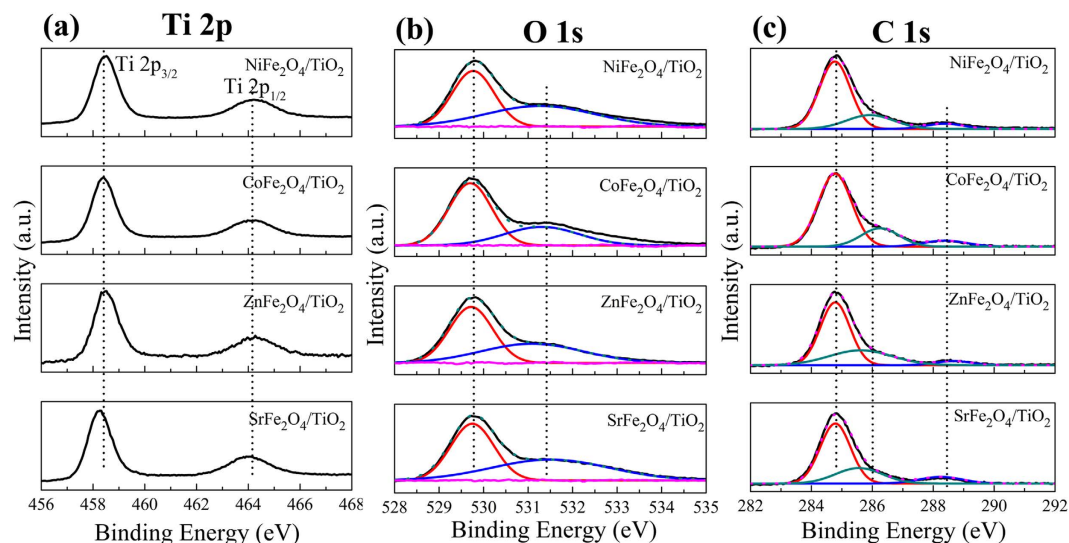 (a) Ti 2p
Ti 2p3/2
Ti 2p1/2
NiFe2O4/TiO2
CoFe2O4/TiO2
ZnFe2O4/TiO2
SrFe2O4/TiO2
Intensity (a.u.)
456 458 460 462 464 466 468
Binding Energy (eV)
(b) O 1s
NiFe2O4/TiO2
CoFe2O4/TiO2
ZnFe2O4/TiO2
SrFe2O4/TiO2
Intensity (a.u.)
528 529 530 531 532 533 534 535
Binding Energy (eV)
(c) C 1s
NiFe2O4/TiO2
CoFe2O4/TiO2
ZnFe2O4/TiO2
SrFe2O4/TiO2
Intensity (a.u.)
282 284 286 288 290 292
Binding Energy (eV)